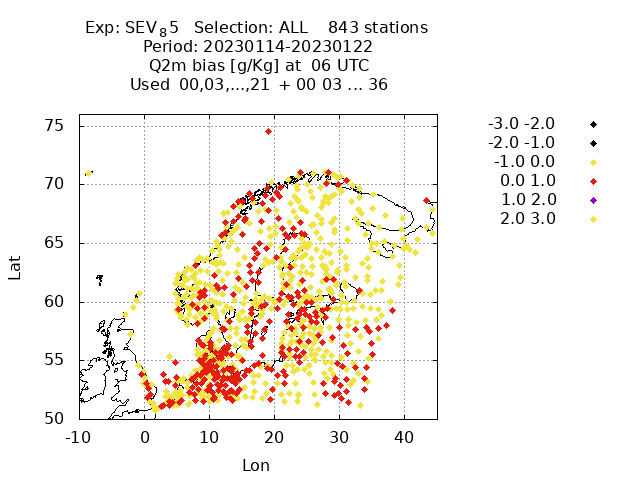 Exp: SEV₈5 Selection: ALL 843 stations
Period: 20230114-20230122
Q2m bias [g/Kg] at 06 UTC
Used 00,03,...,21 + 00 03 ... 36
-3.0 -2.0
-2.0 -1.0
-1.0 0.0
0.0 1.0
1.0 2.0
2.0 3.0
75
70
65
60
55
50
Lat
-10 0 10 20 30 40
Lon